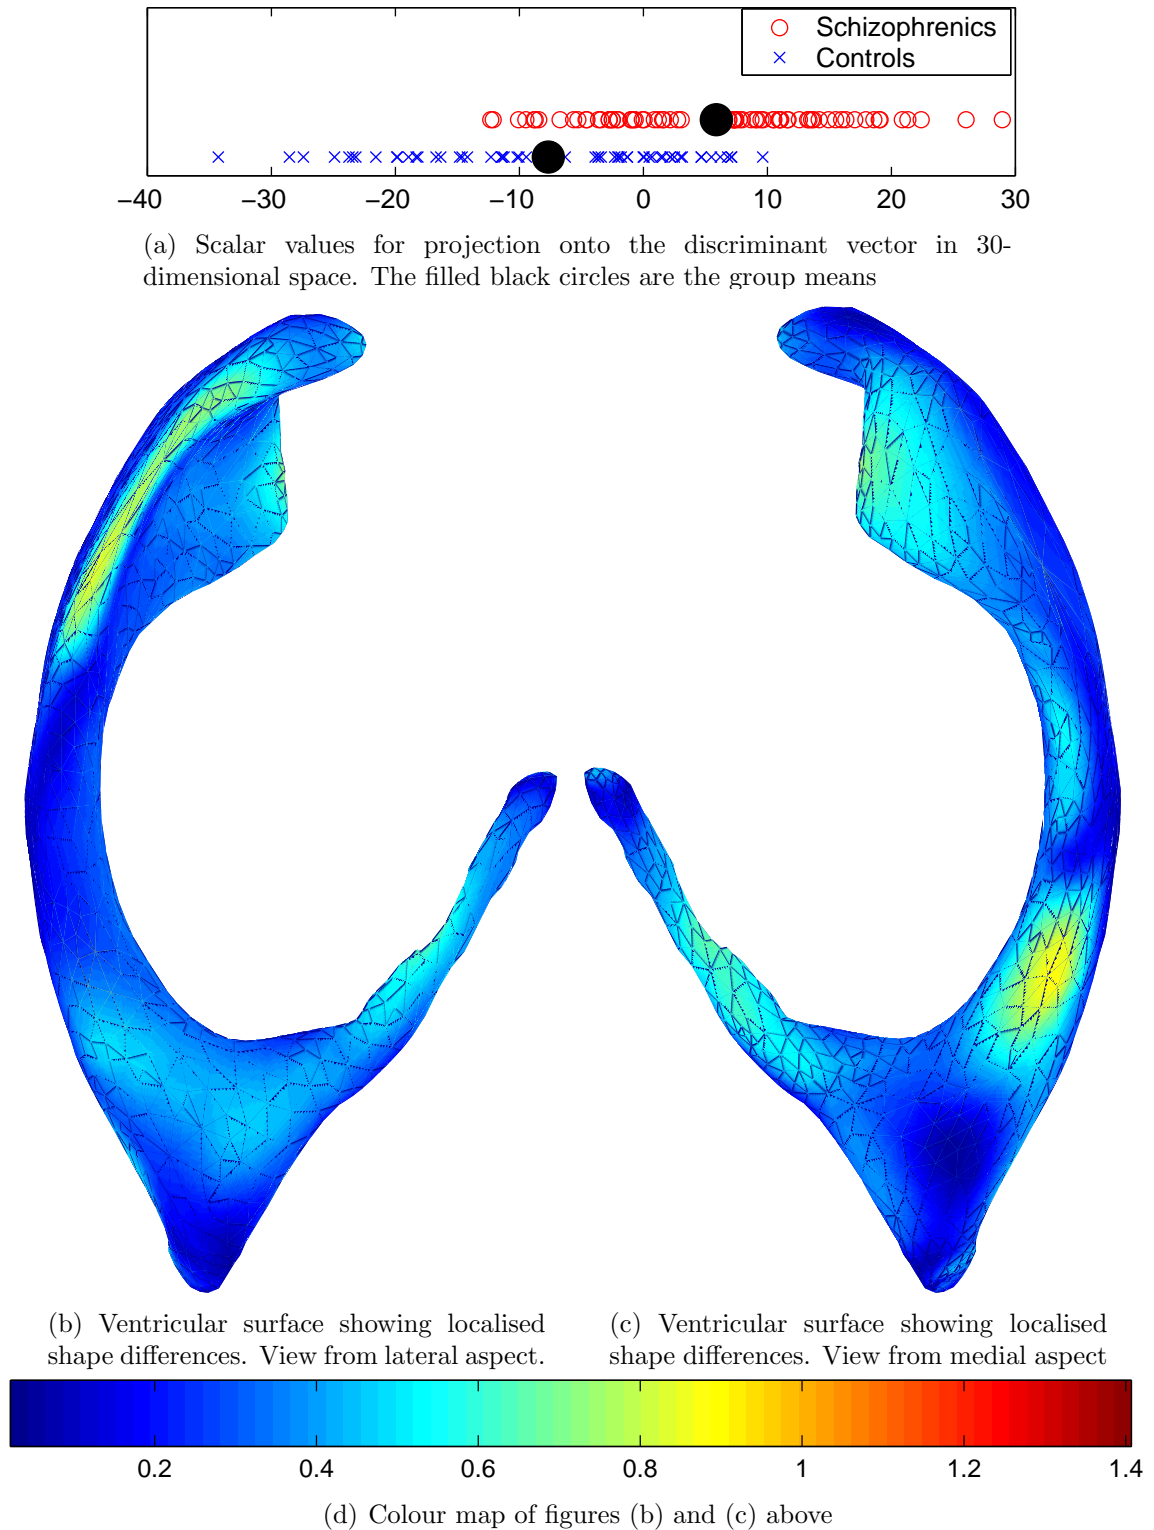 Schizophrenics
Controls
−40 −30 −20 −10 0 10 20 30
(a) Scalar values for projection onto the discriminant vector in 30-
dimensional space. The filled black circles are the group means
(b) Ventricular surface showing localised
shape differences. View from lateral aspect.
(c) Ventricular surface showing localised
shape differences. View from medial aspect
0.2 0.4 0.6 0.8 1 1.2 1.4
(d) Colour map of figures (b) and (c) above